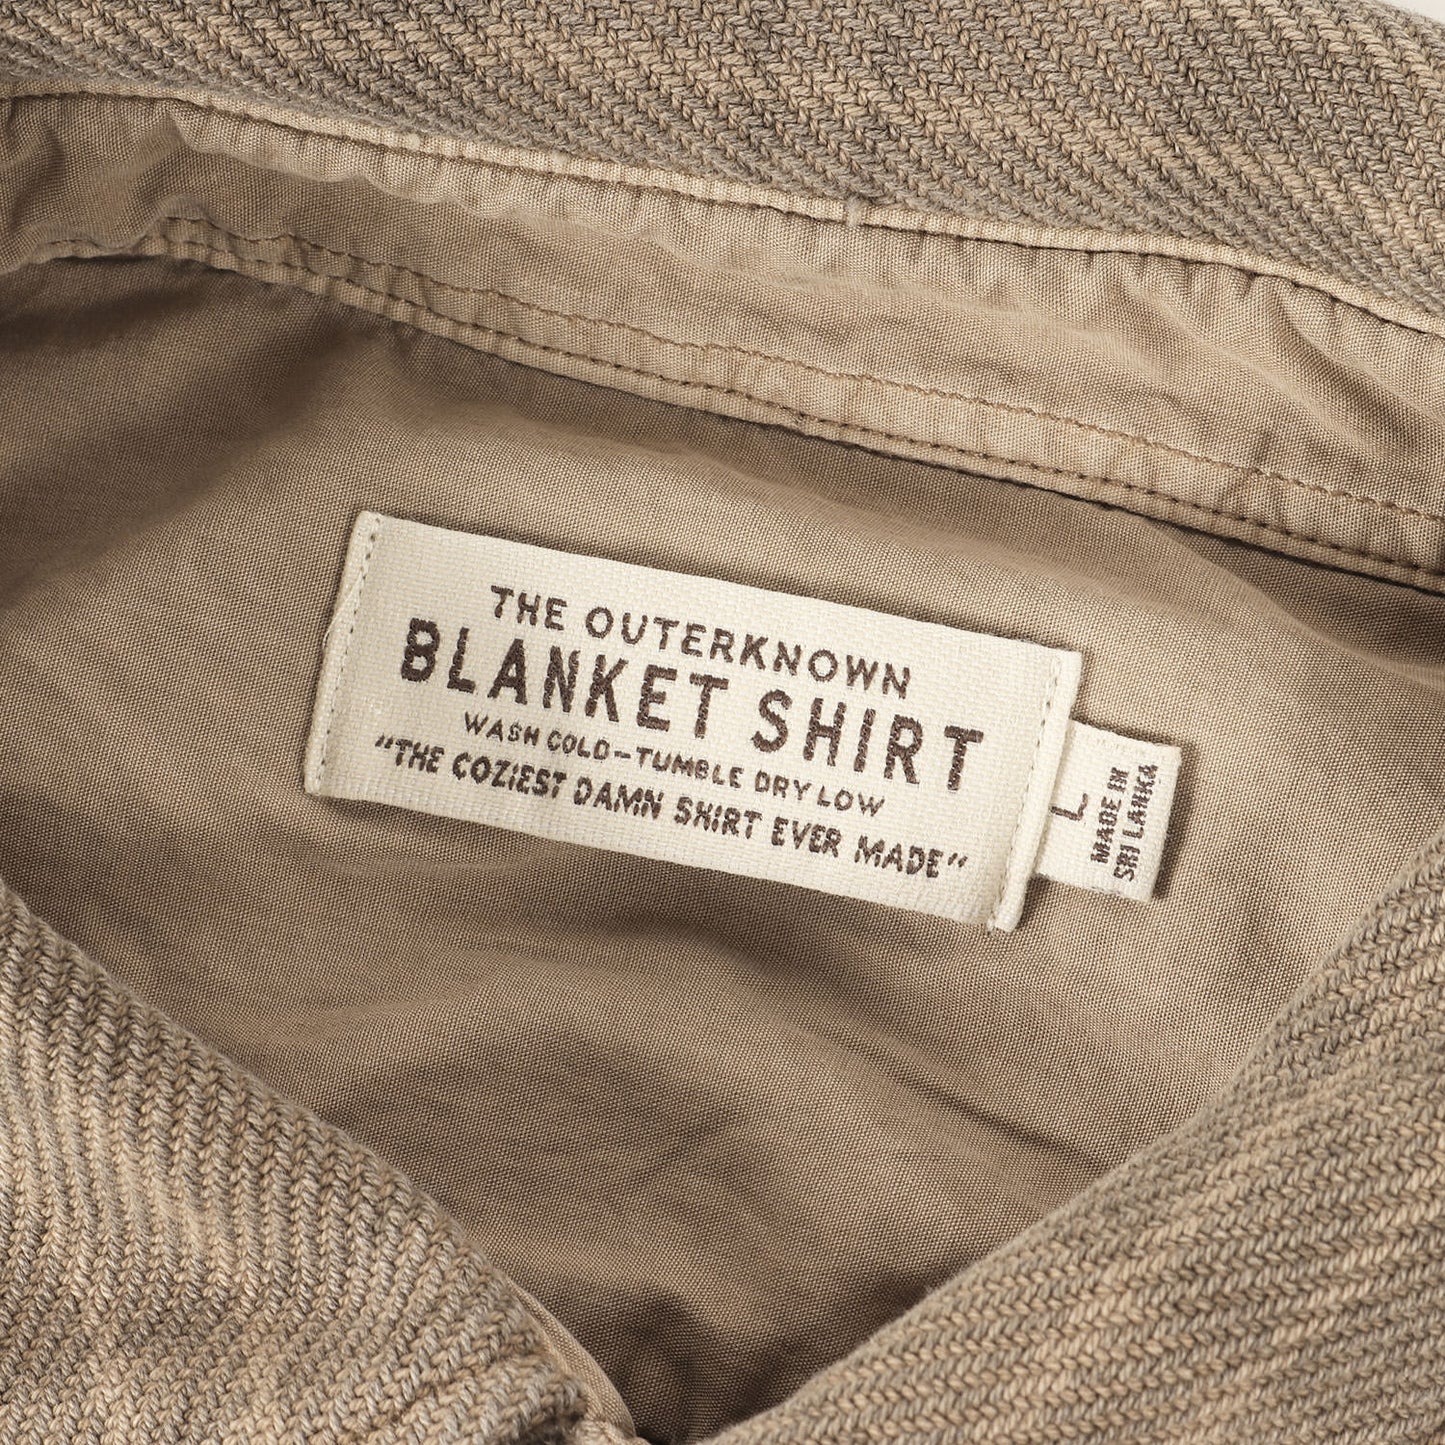 THE OUTERKNOWN
BLANKET SHIRT
WASH COLD–TUMBLE DRY LOW
"THE COZIEST DAMN SHIRT EVER MADE"
L
MADE IN
SRI LANKA